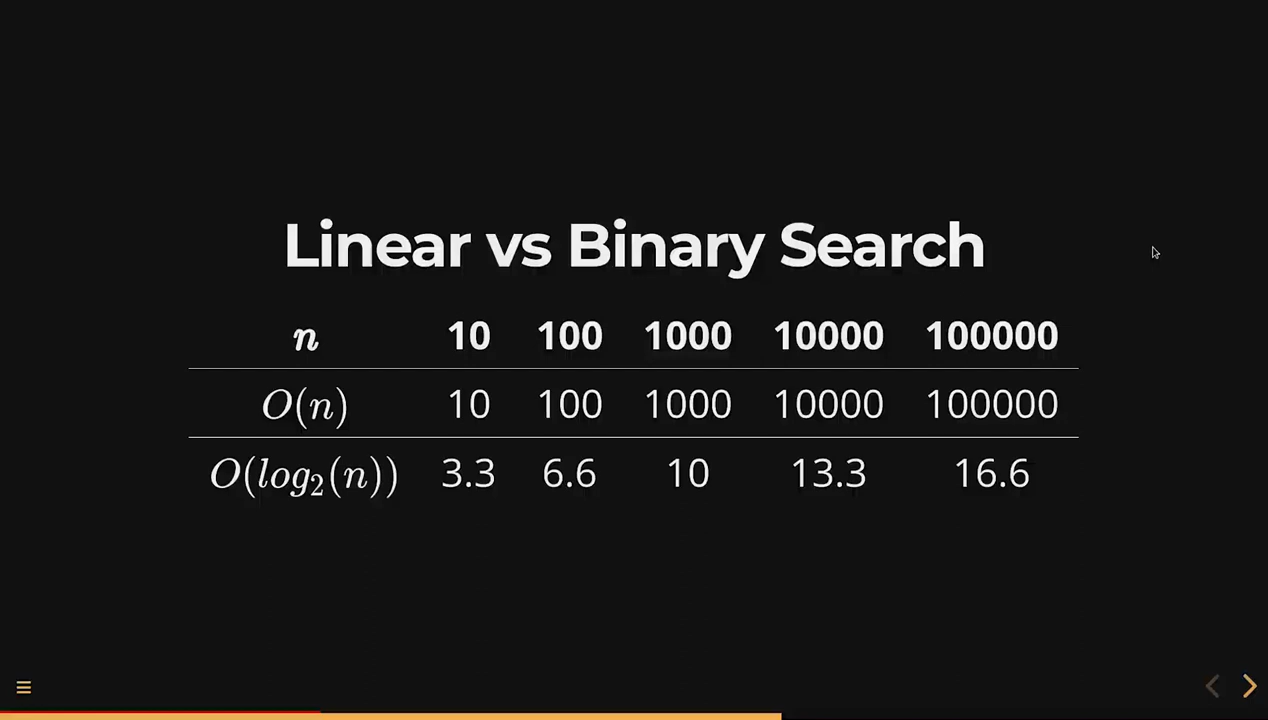 Linear vs Binary Search
n 10 100 1000 10000 100000
O(n) 10 100 1000 10000 100000
O(log₂(n)) 3.3 6.6 10 13.3 16.6